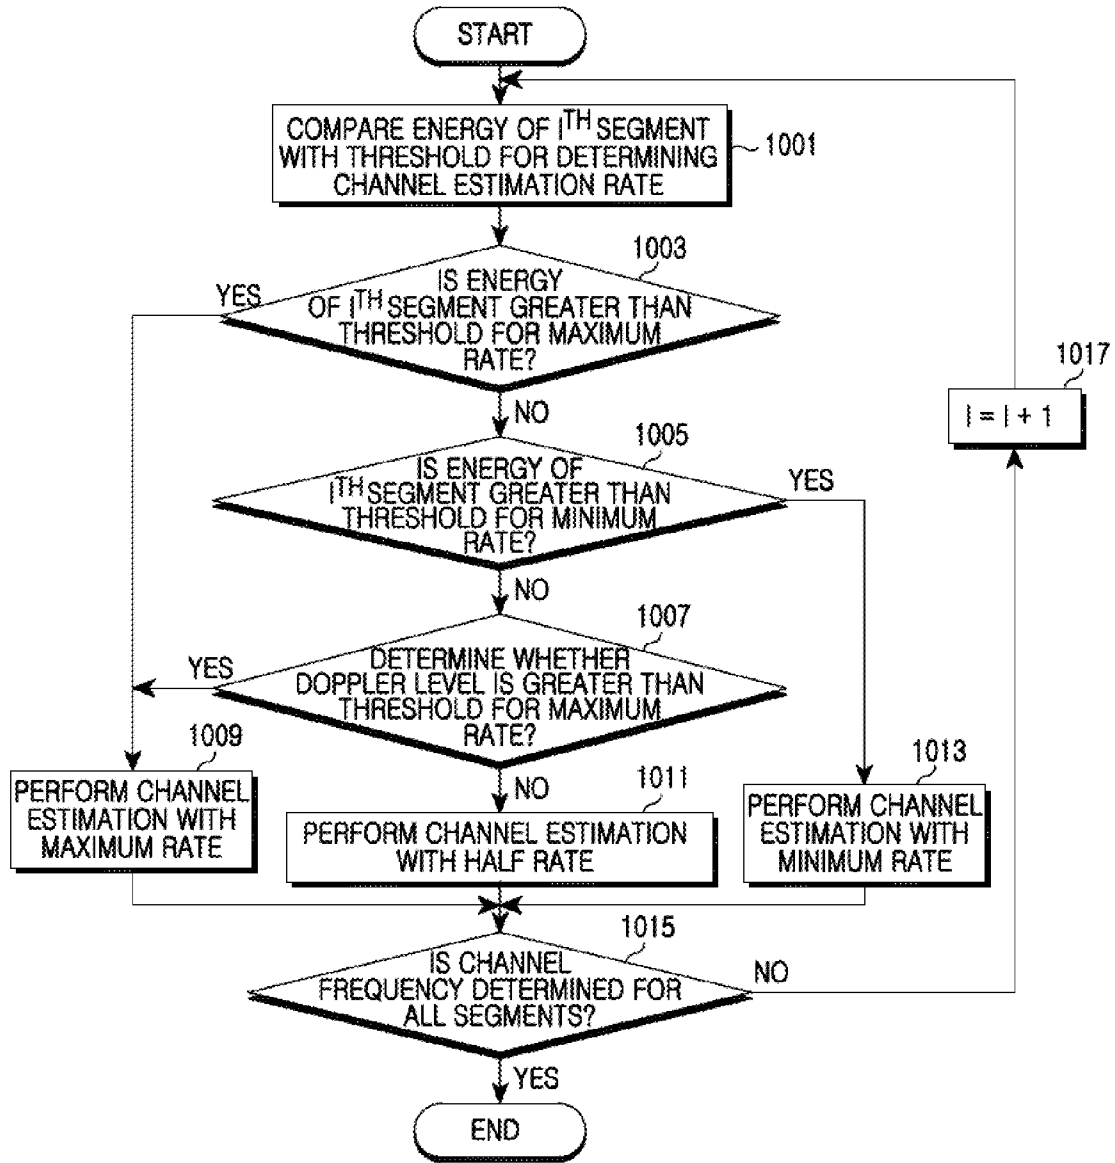 START
COMPARE ENERGY OF ITH SEGMENT
WITH THRESHOLD FOR DETERMINING
CHANNEL ESTIMATION RATE
1001
1003
IS ENERGY
OF ITH SEGMENT GREATER THAN
THRESHOLD FOR MAXIMUM
RATE?
YES
NO
1017
I = I + 1
1005
IS ENERGY OF
ITH SEGMENT GREATER THAN
THRESHOLD FOR MINIMUM
RATE?
YES
NO
1007
DETERMINE WHETHER
DOPPLER LEVEL IS GREATER THAN
THRESHOLD FOR MAXIMUM
RATE?
YES
NO
1009
PERFORM CHANNEL
ESTIMATION WITH
MAXIMUM RATE
1011
PERFORM CHANNEL ESTIMATION
WITH HALF RATE
1013
PERFORM CHANNEL
ESTIMATION WITH
MINIMUM RATE
1015
IS CHANNEL
FREQUENCY DETERMINED FOR
ALL SEGMENTS?
NO
YES
END